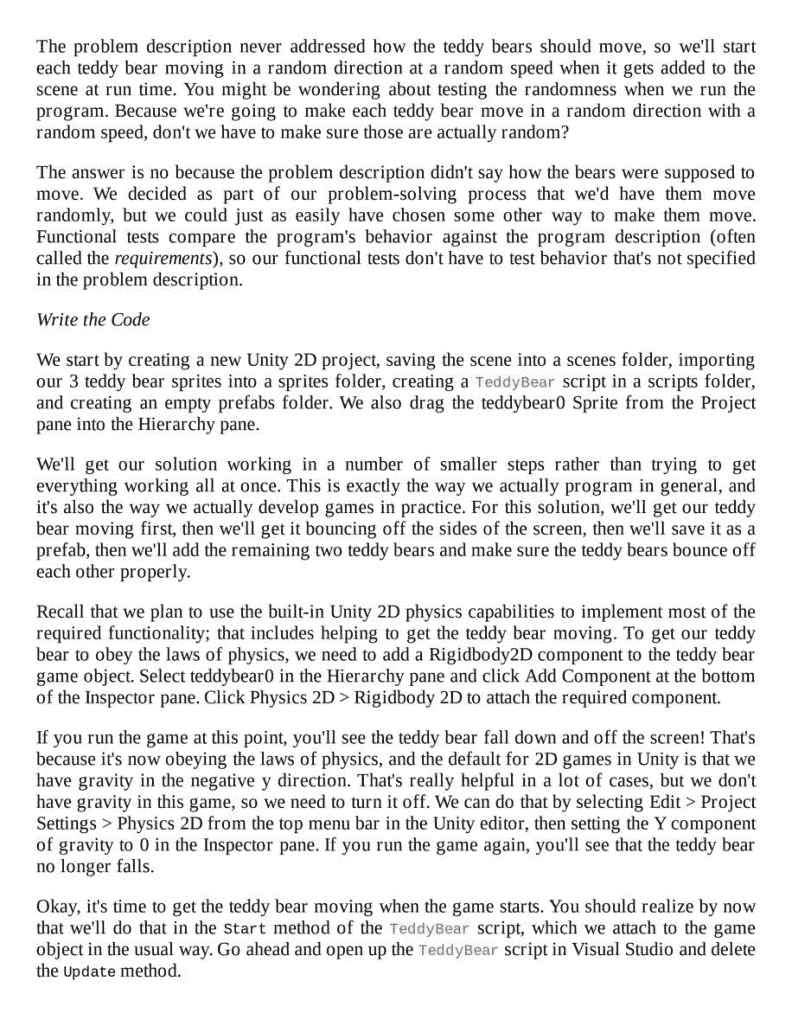 The problem description never addressed how the teddy bears should move, so we'll start
each teddy bear moving in a random direction at a random speed when it gets added to the
scene at run time. You might be wondering about testing the randomness when we run the
program. Because we're going to make each teddy bear move in a random direction with a
random speed, don't we have to make sure those are actually random?
The answer is no because the problem description didn't say how the bears were supposed to
move. We decided as part of our problem-solving process that we'd have them move
randomly, but we could just as easily have chosen some other way to make them move.
Functional tests compare the program's behavior against the program description (often
called the requirements), so our functional tests don't have to test behavior that's not specified
in the problem description.
Write the Code
We start by creating a new Unity 2D project, saving the scene into a scenes folder, importing
our 3 teddy bear sprites into a sprites folder, creating a TeddyBear script in a scripts folder,
and creating an empty prefabs folder. We also drag the teddybear0 Sprite from the Project
pane into the Hierarchy pane.
We'll get our solution working in a number of smaller steps rather than trying to get
everything working all at once. This is exactly the way we actually program in general, and
it's also the way we actually develop games in practice. For this solution, we'll get our teddy
bear moving first, then we'll get it bouncing off the sides of the screen, then we'll save it as a
prefab, then we'll add the remaining two teddy bears and make sure the teddy bears bounce off
each other properly.
Recall that we plan to use the built-in Unity 2D physics capabilities to implement most of the
required functionality; that includes helping to get the teddy bear moving. To get our teddy
bear to obey the laws of physics, we need to add a Rigidbody2D component to the teddy bear
game object. Select teddybear0 in the Hierarchy pane and click Add Component at the bottom
of the Inspector pane. Click Physics 2D > Rigidbody 2D to attach the required component.
If you run the game at this point, you'll see the teddy bear fall down and off the screen! That's
because it's now obeying the laws of physics, and the default for 2D games in Unity is that we
have gravity in the negative y direction. That's really helpful in a lot of cases, but we don't
have gravity in this game, so we need to turn it off. We can do that by selecting Edit > Project
Settings > Physics 2D from the top menu bar in the Unity editor, then setting the Y component
of gravity to 0 in the Inspector pane. If you run the game again, you'll see that the teddy bear
no longer falls.
Okay, it's time to get the teddy bear moving when the game starts. You should realize by now
that we'll do that in the Start method of the TeddyBear script, which we attach to the game
object in the usual way. Go ahead and open up the TeddyBear script in Visual Studio and delete
the Update method.